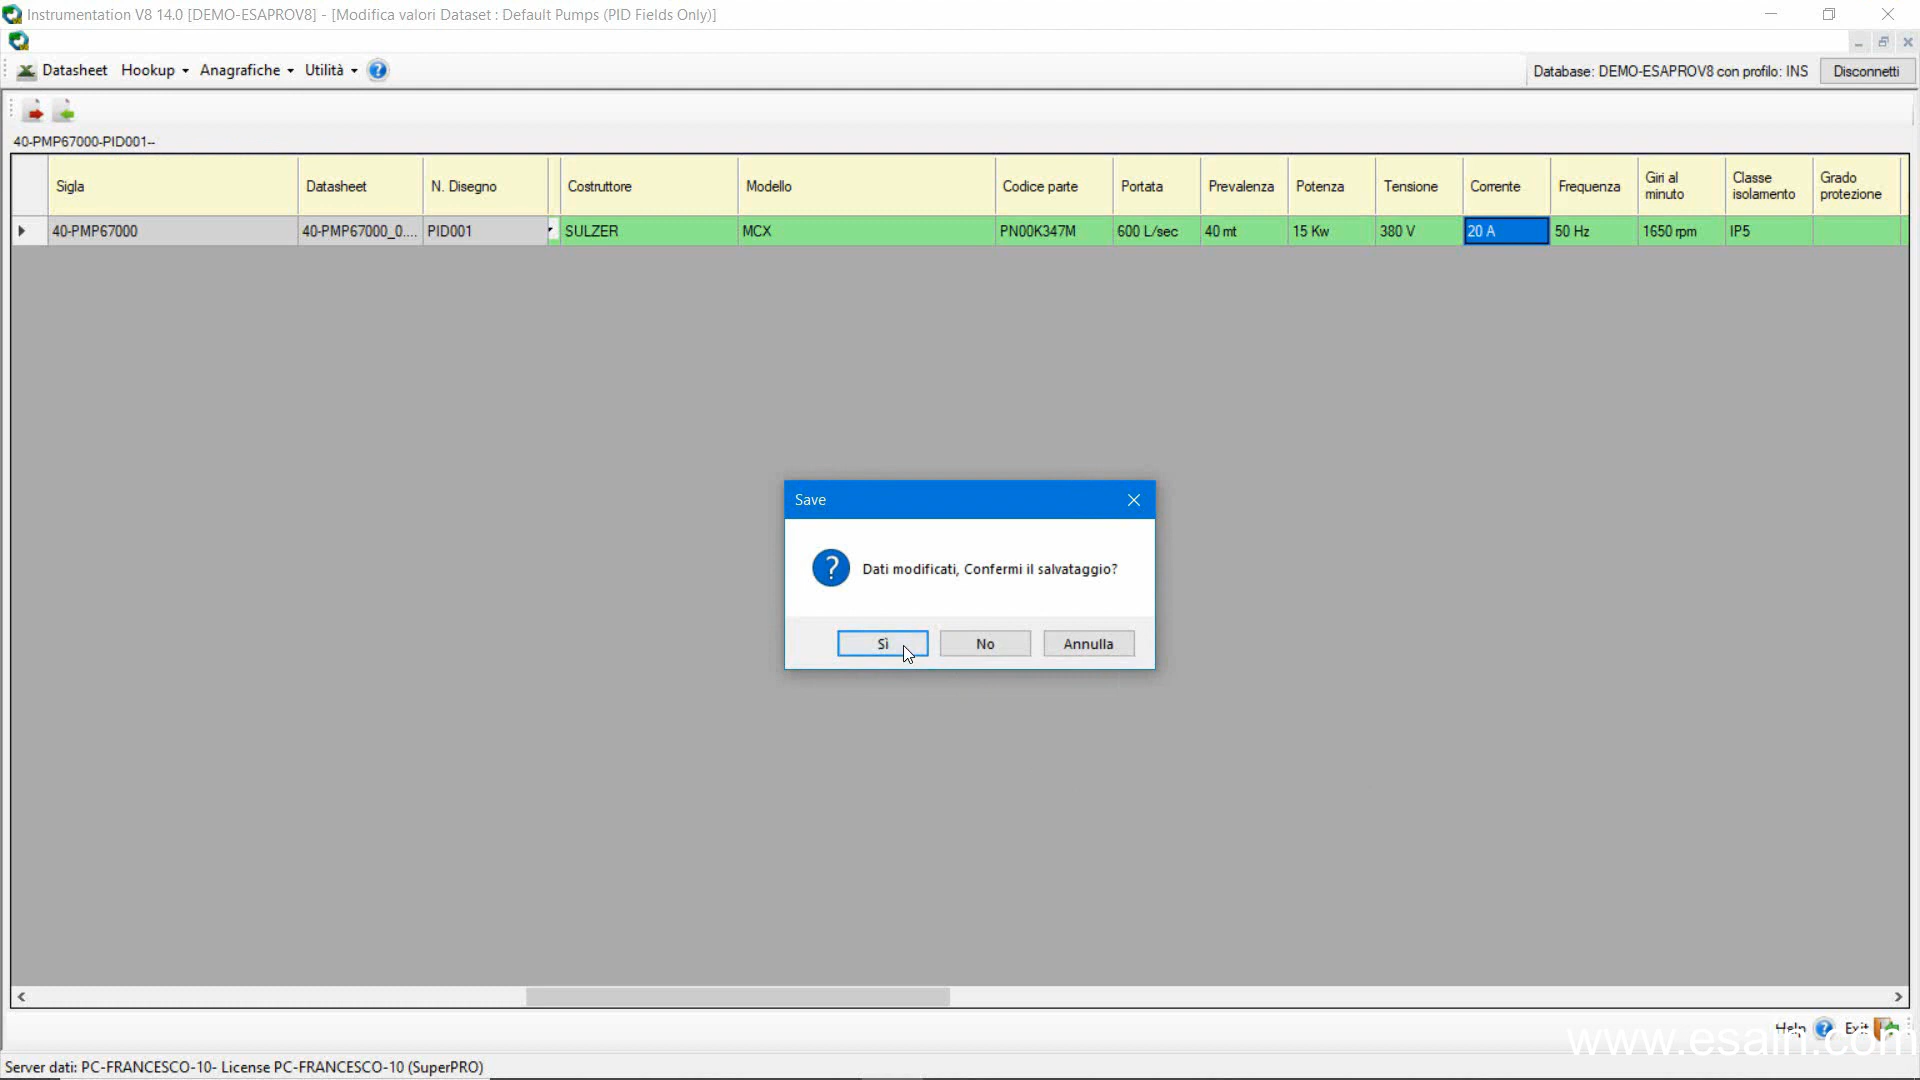 Instrumentation V8 14.0 [DEMO-ESAPROV8] - [Modifica valori Dataset : Default Pumps (PID Fields Only)]
Datasheet Hookup Anagrafiche Utilità Database: DEMO-ESAPROV8 con profilo: INS Disconnetti
40-PMP67000-PID001--
Sigla Datasheet N. Disegno Costruttore Modello Codice parte Portata Prevalenza Potenza Tensione Corrente Frequenza Giri al minuto Classe isolamento Grado protezione
40-PMP67000 40-PMP67000_0.... PID001 SULZER MCX PN00K347M 600 L/sec 40 mt 15 Kw 380 V 20 A 50 Hz 1650 rpm IP5
Save
Dati modificati, Confermi il salvataggio?
Sì No Annulla
Help Exit
www.esain.com
Server dati: PC-FRANCESCO-10- License PC-FRANCESCO-10 (SuperPRO)